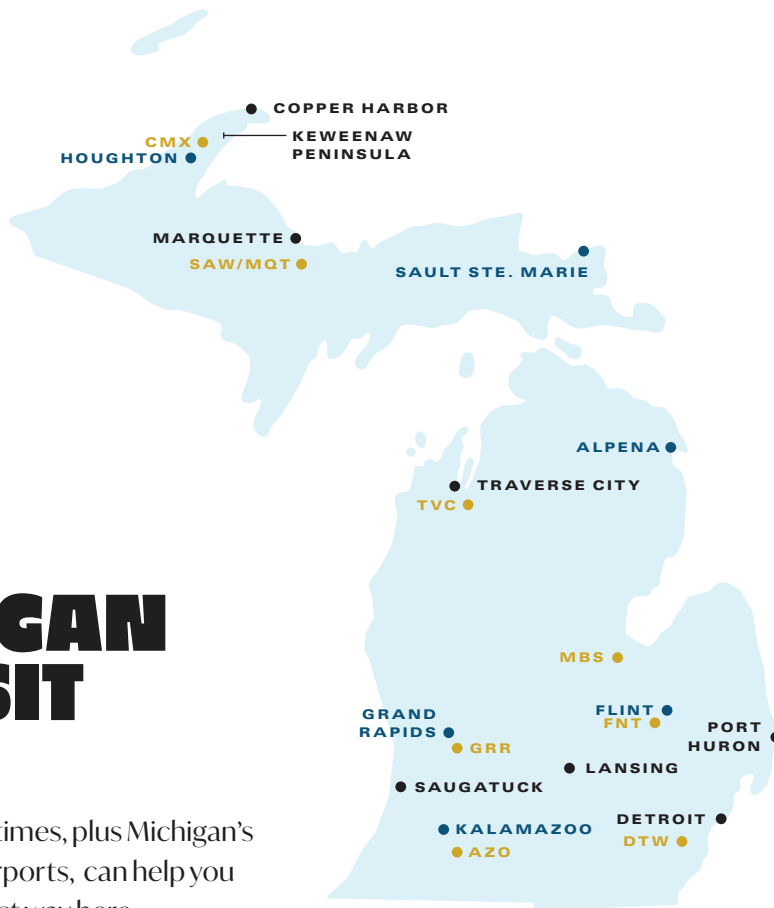 COPPER HARBOR
CMX
KEWEENAW
PENINSULA
HOUGHTON
MARQUETTE
SAW/MQT
SAULT STE. MARIE
ALPENA
TRAVERSE CITY
TVC
GAN
SIT
MBS
GRAND
RAPIDS
FLINT
FNT
PORT
HURON
GRR
LANSING
SAUGATUCK
DETROIT
KALAMAZOO
DTW
AZO
times, plus Michigan's
rports, can help you